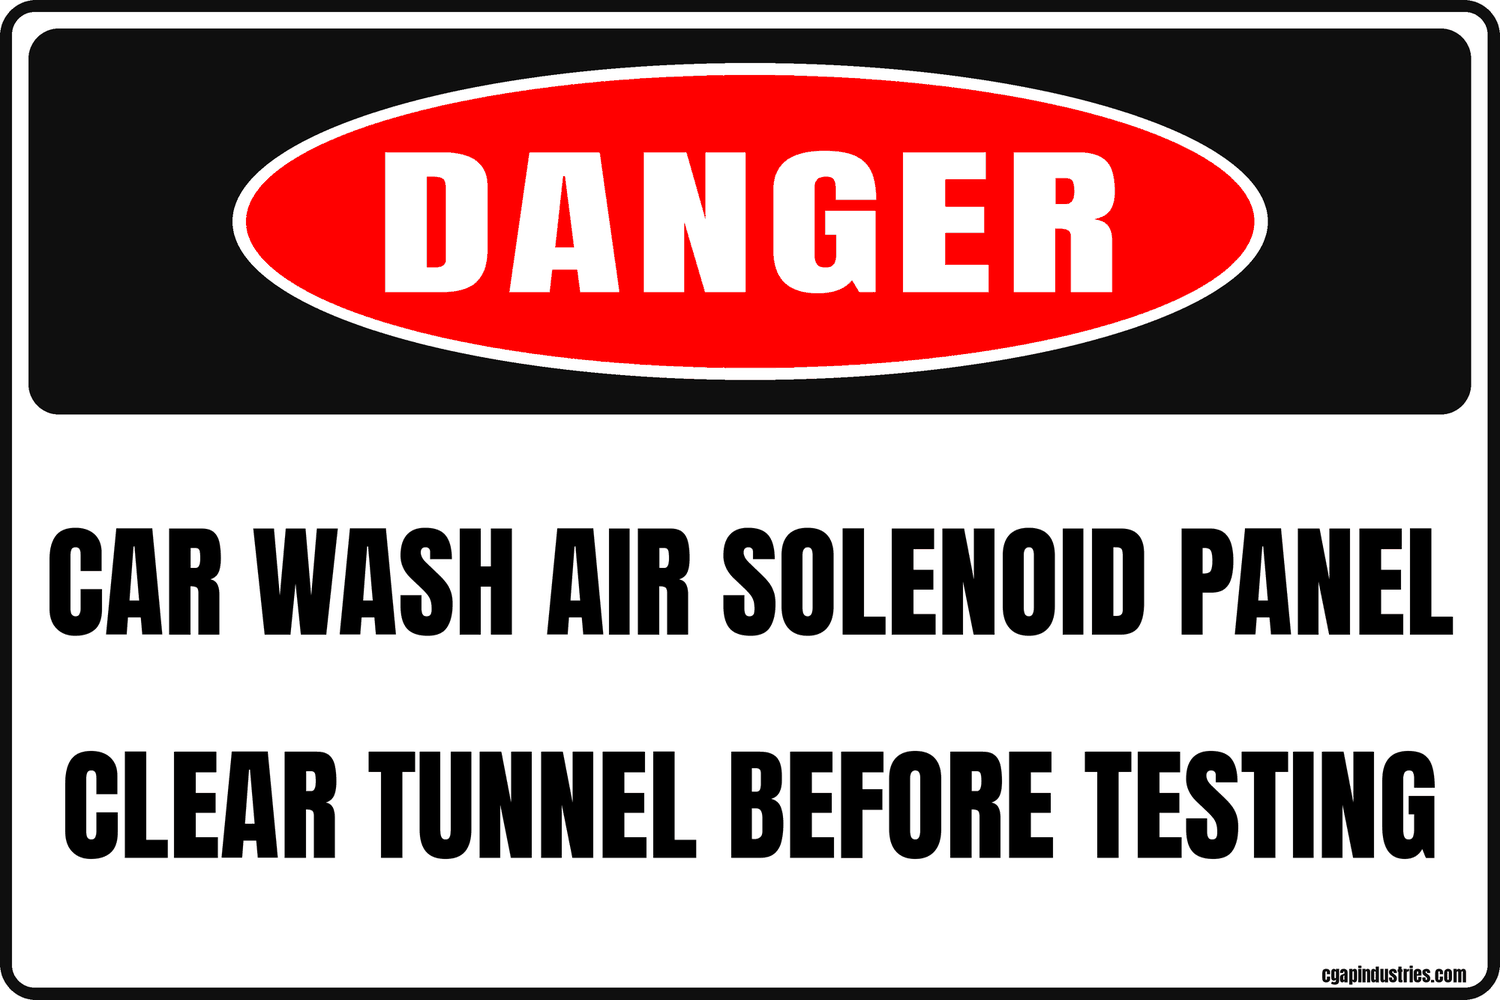 DANGER
CAR WASH AIR SOLENOID PANEL
CLEAR TUNNEL BEFORE TESTING
cgapindustries.com